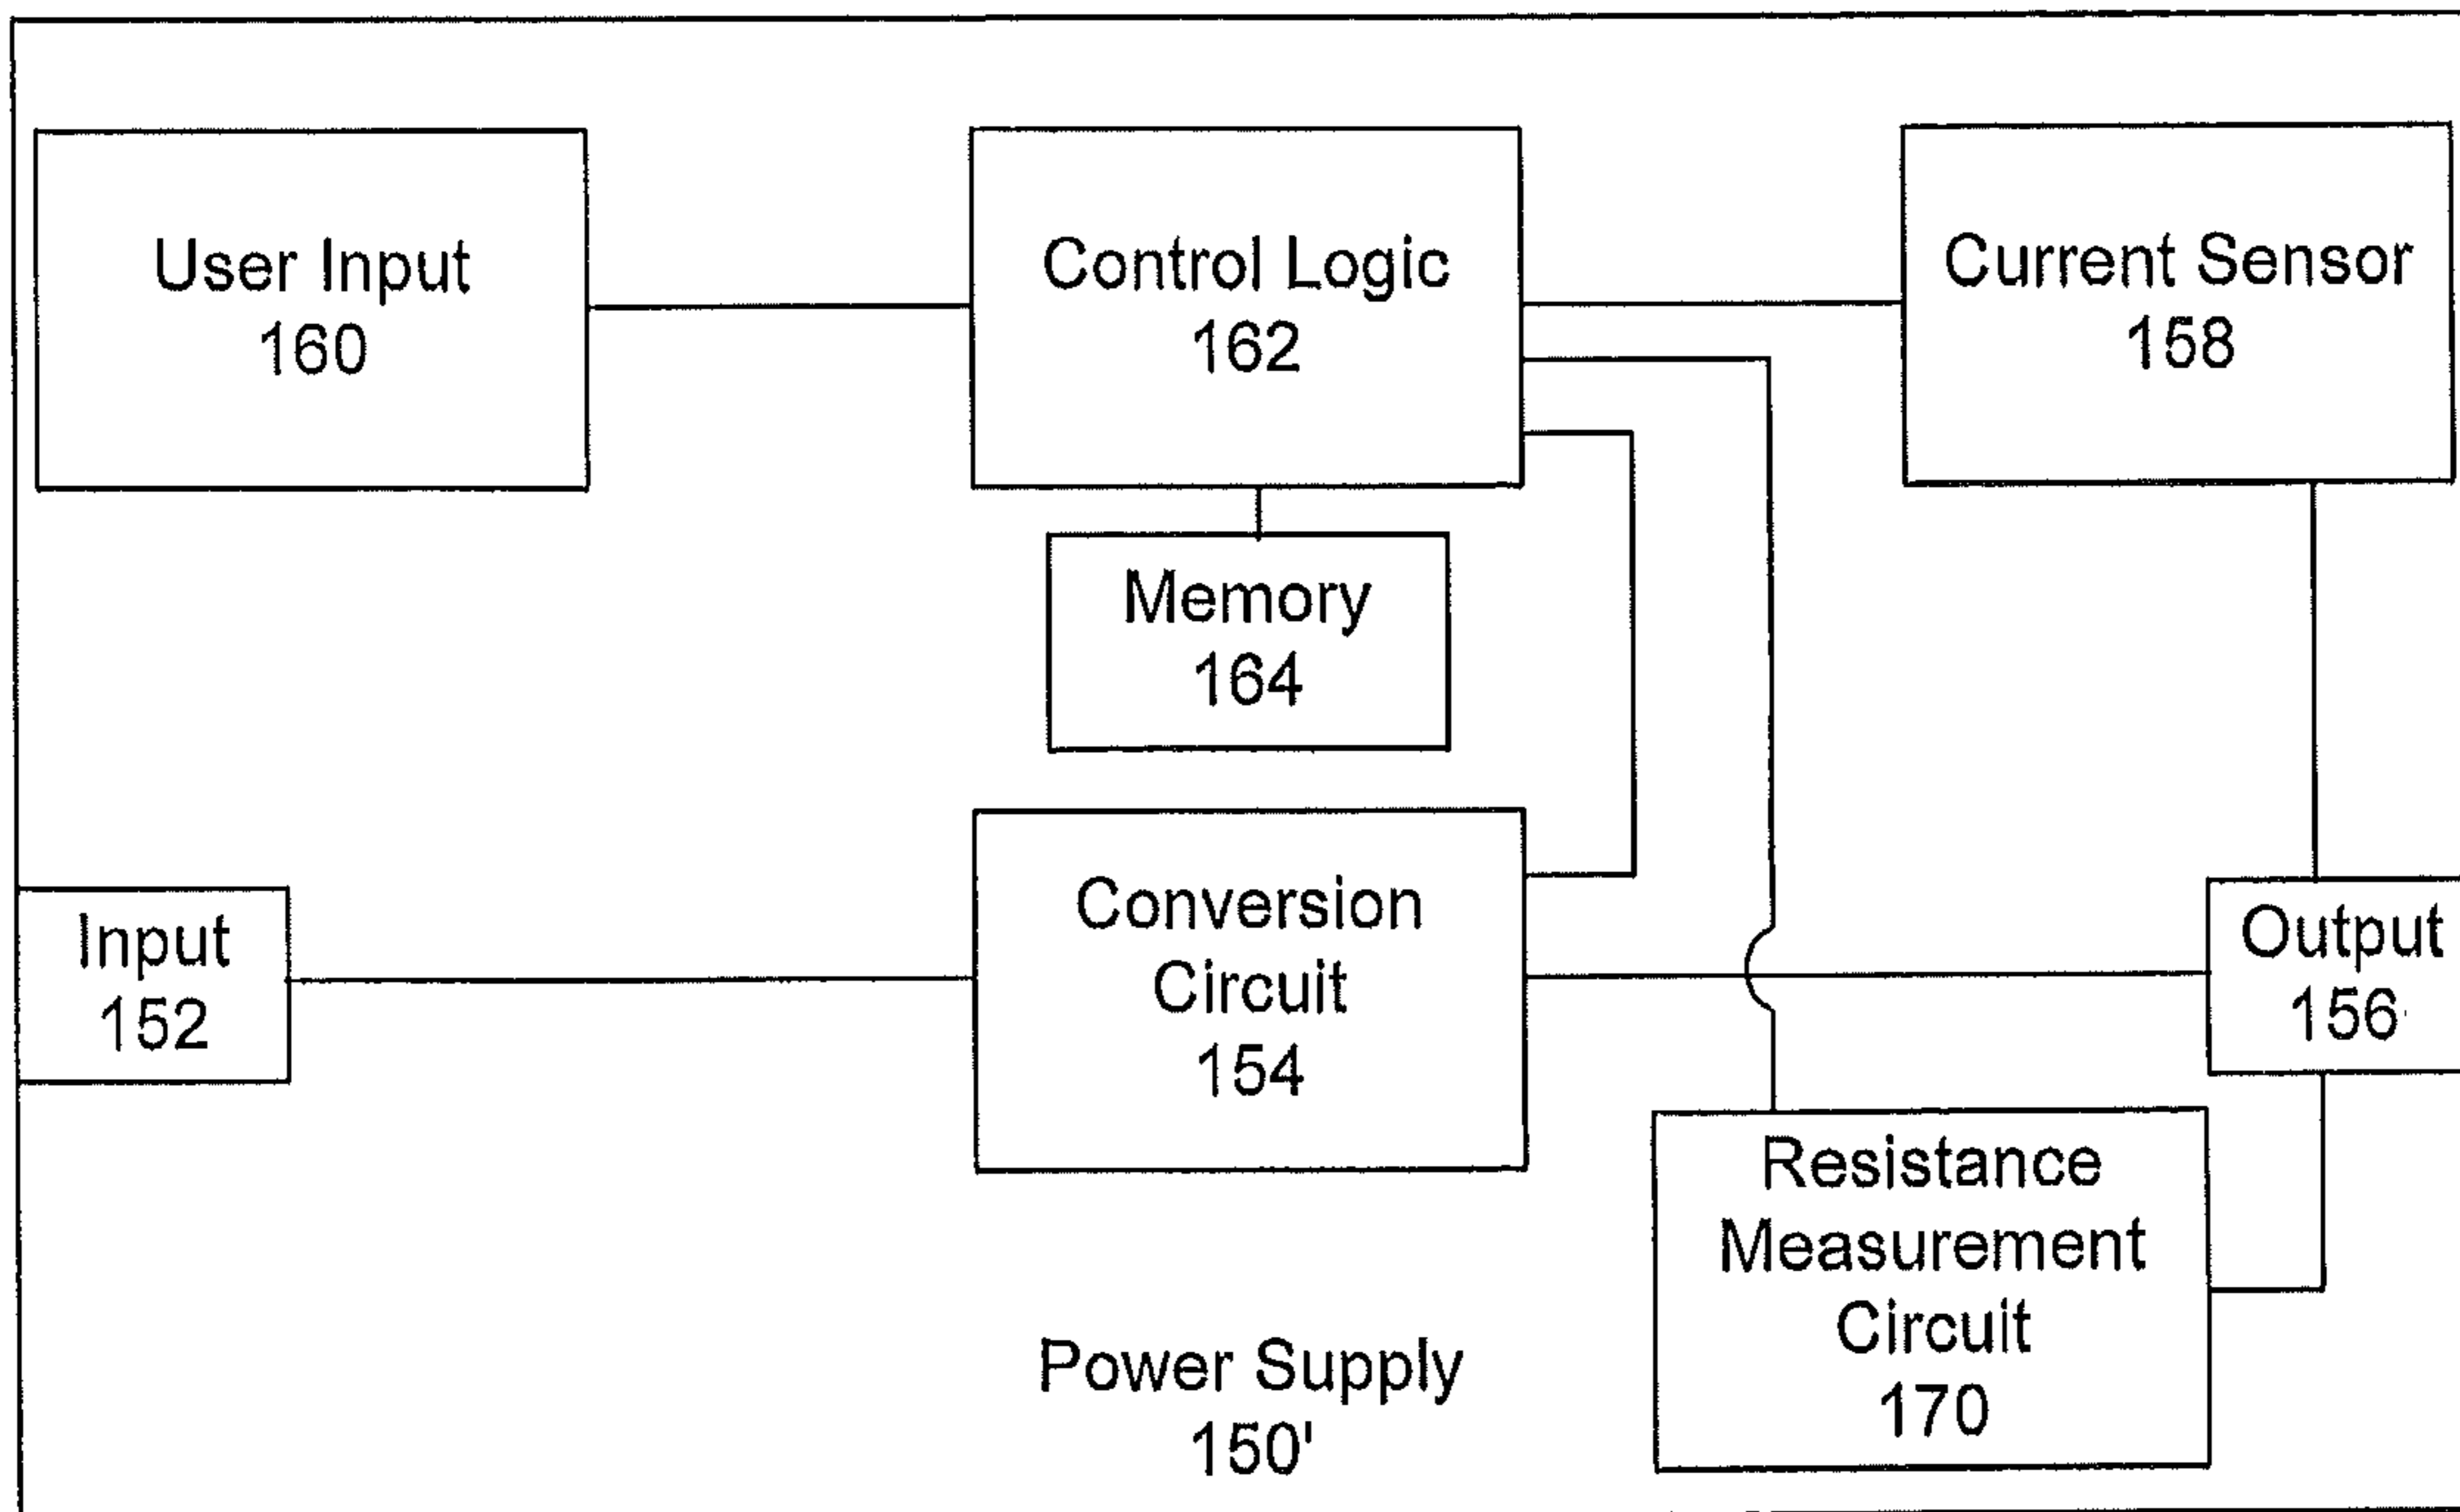 User Input
160
Control Logic
162
Current Sensor
158
Memory
164
Input
152
Conversion
Circuit
154
Output
156
Resistance
Measurement
Circuit
170
Power Supply
150'